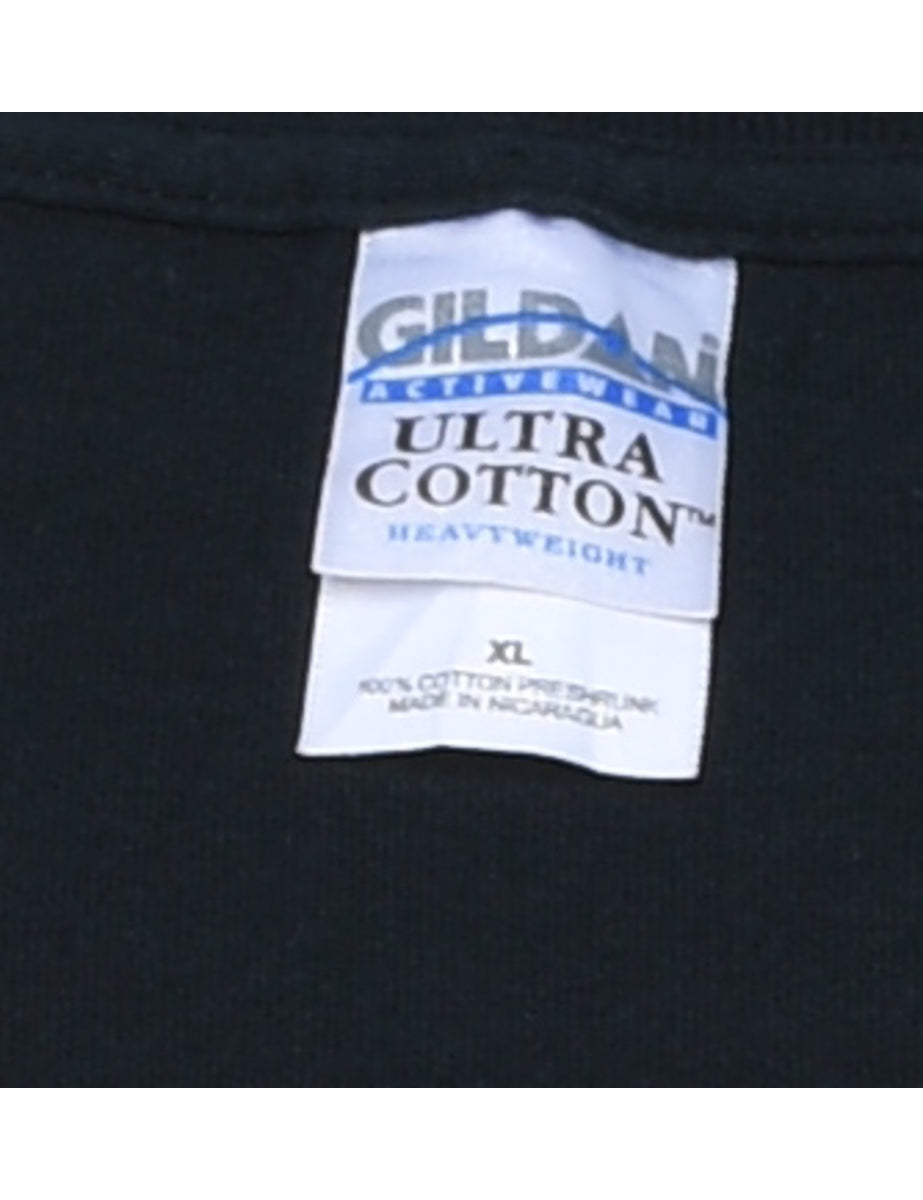 GILDAN
ACTIVEWEAR
ULTRA
COTTON™
HEAVYWEIGHT
XL
100% COTTON PRESHRUNK
MADE IN NICARAGUA